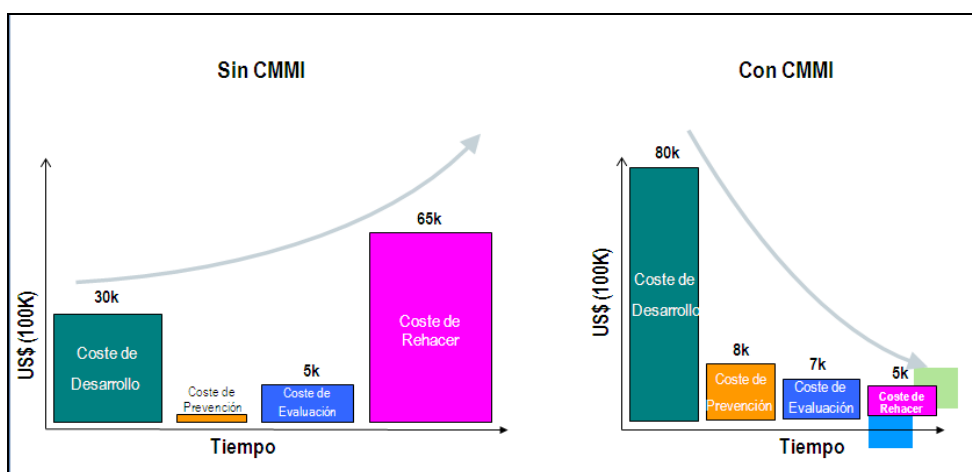 Sin CMMI
US$ (100K)
30k
Coste de
Desarrollo
Coste de
Prevención
5k
Coste de
Evaluación
65k
Coste de
Rehacer
Tiempo
Con CMMI
US$ (100K)
80k
Coste de
Desarrollo
8k
Coste de
Prevención
7k
Coste de
Evaluación
5k
Coste de
Rehacer
Tiempo